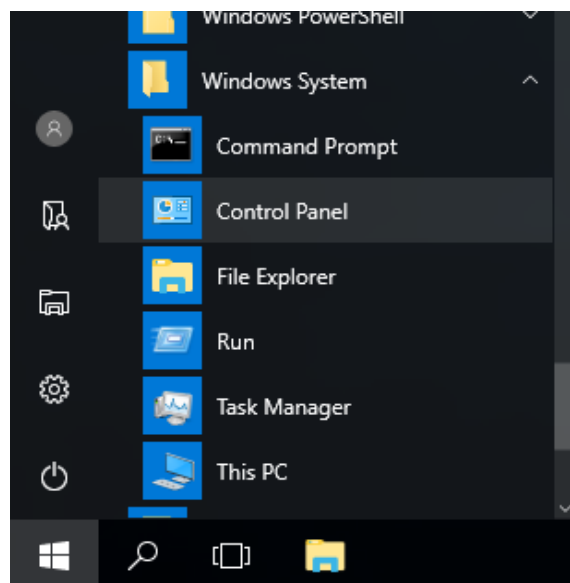 Windows PowerShell
Windows System
Command Prompt
Control Panel
File Explorer
Run
Task Manager
This PC